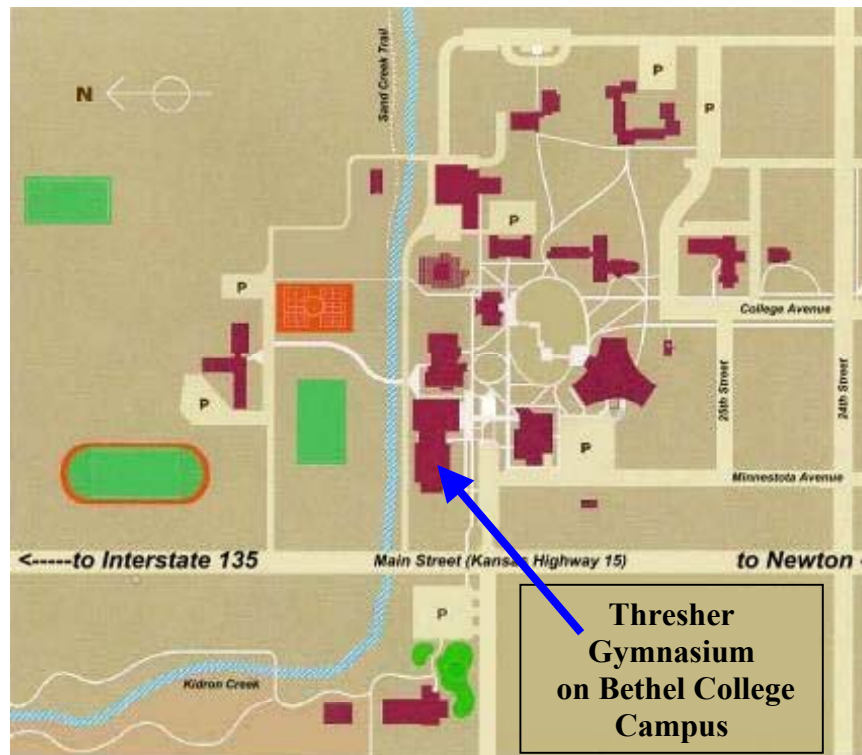 Sand Creek Trail
N
P
P
P
P
College Avenue
25th Street
24th Street
P
P
Minnestota Avenue
<-----to Interstate 135
Main Street (Kansas Highway 15)
to Newton -
P
Kidron Creek
Thresher
Gymnasium
on Bethel College
Campus